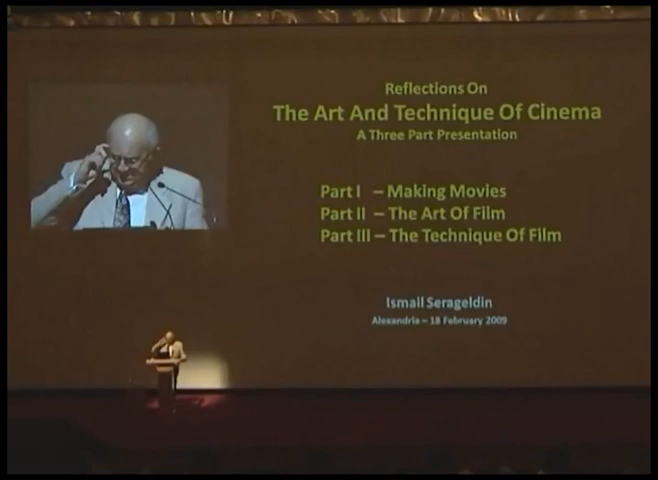 Reflections On
The Art And Technique Of Cinema
A Three Part Presentation
Part I – Making Movies
Part II – The Art Of Film
Part III – The Technique Of Film
Ismail Serageldin
Alexandria – 18 February 2009